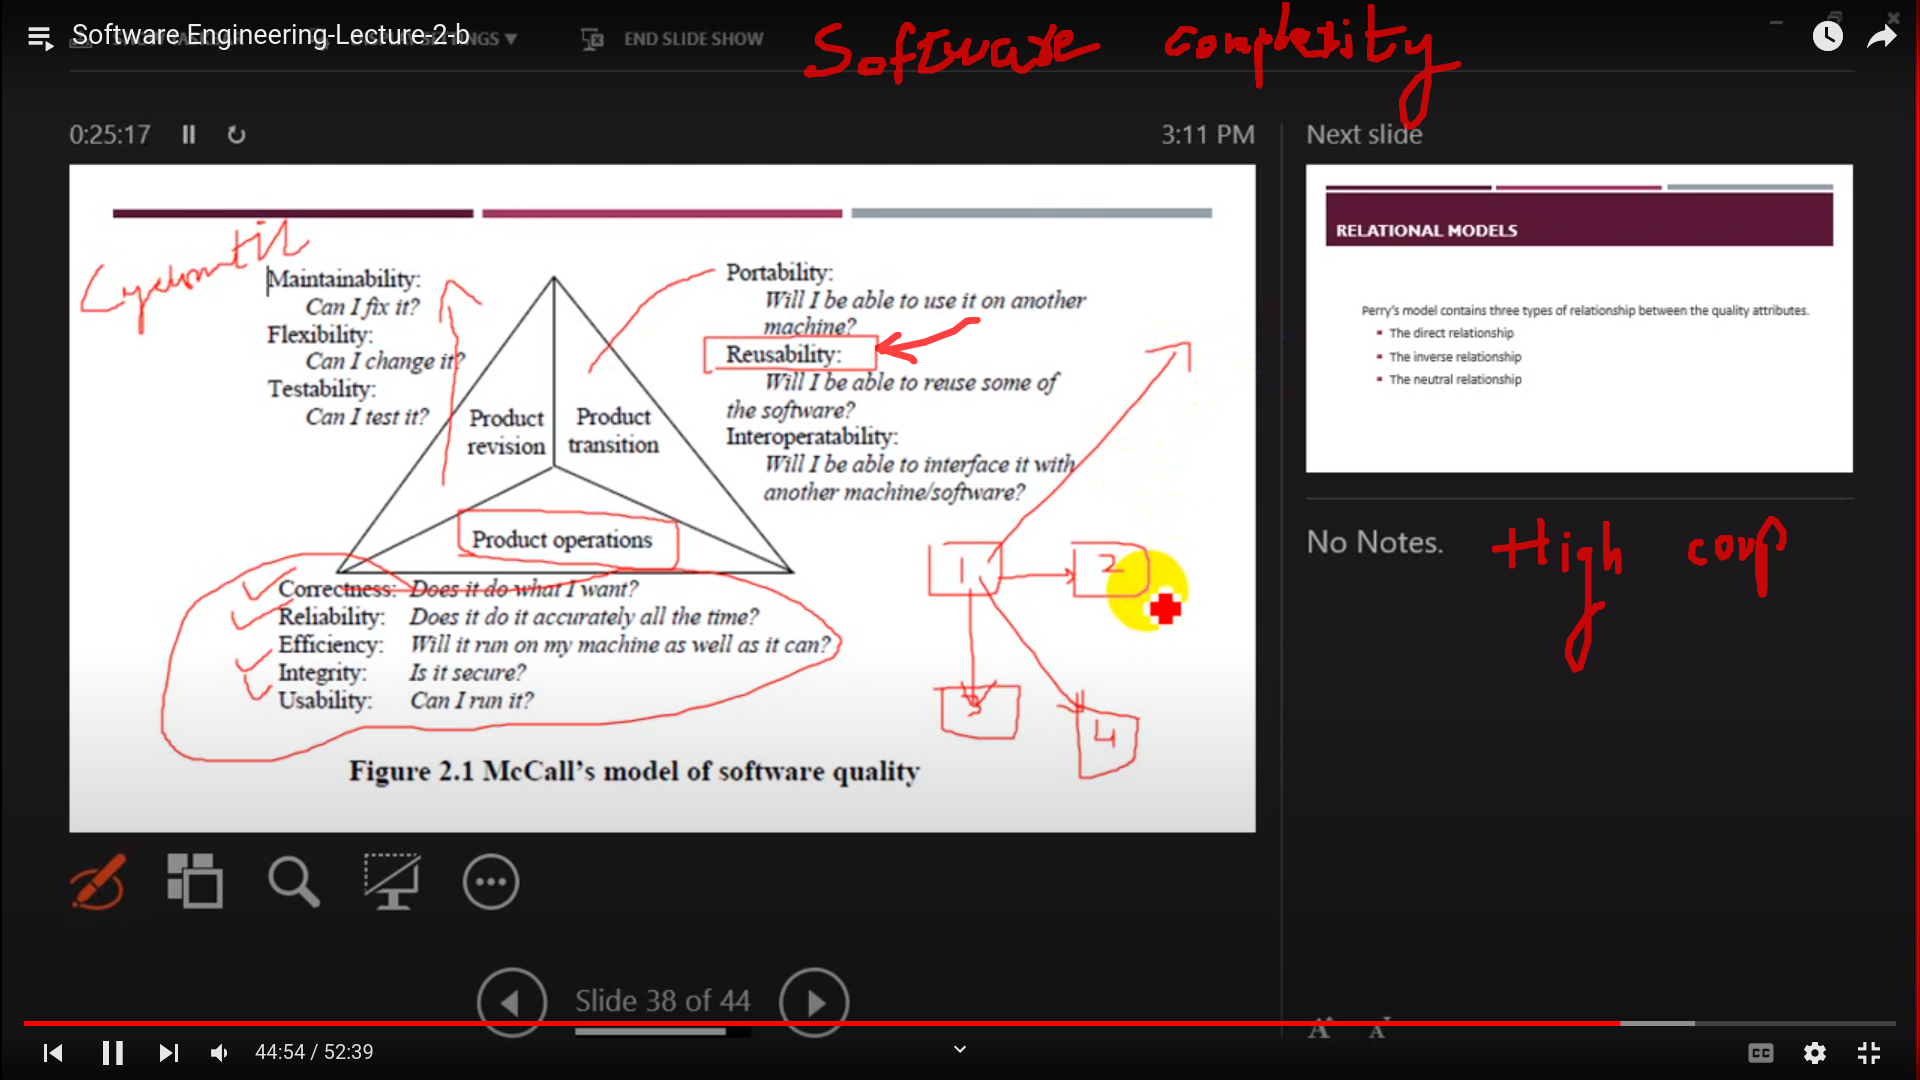 Software Engineering-Lecture-2-b
END SLIDE SHOW
Software complexity
0:25:17
3:11 PM
Next slide
Cyclomatic
Maintainability:
Can I fix it?
Flexibility:
Can I change it?
Testability:
Can I test it?
Product revision
Product transition
Product operations
Portability:
Will I be able to use it on another
machine?
Reusability:
Will I be able to reuse some of
the software?
Interoperatability:
Will I be able to interface it with
another machine/software?
Correctness: Does it do what I want?
Reliability: Does it do it accurately all the time?
Efficiency: Will it run on my machine as well as it can?
Integrity: Is it secure?
Usability: Can I run it?
1
2
3
4
Figure 2.1 McCall's model of software quality
RELATIONAL MODELS
Perry's model contains three types of relationship between the quality attributes.
The direct relationship
The inverse relationship
The neutral relationship
No Notes.
High coup
Slide 38 of 44
44:54 / 52:39
CC